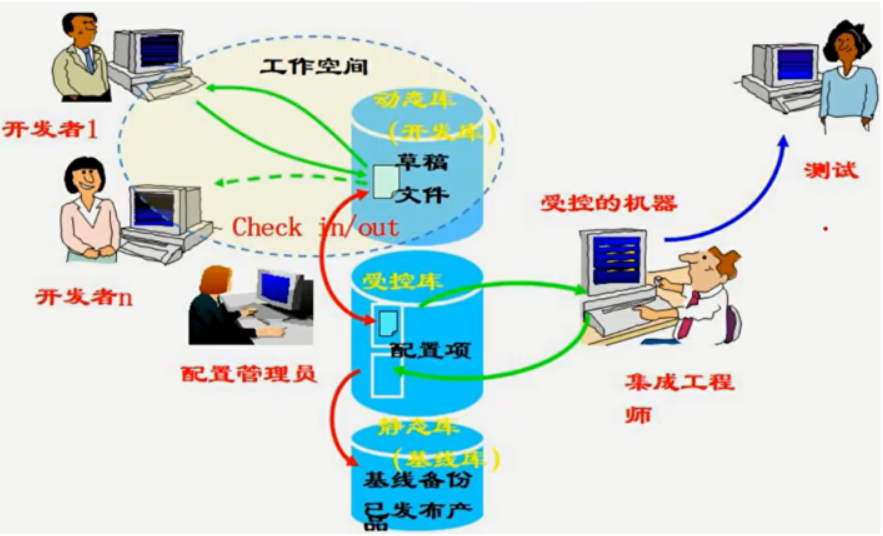 工作空间
动态库
(开发库)
开发者1
草稿
文件
测试
受控的机器
Check in/out
受控库
开发者n
配置项
配置管理员
集成工程
师
静态库
(基线库)
基线备份
已发布产
品